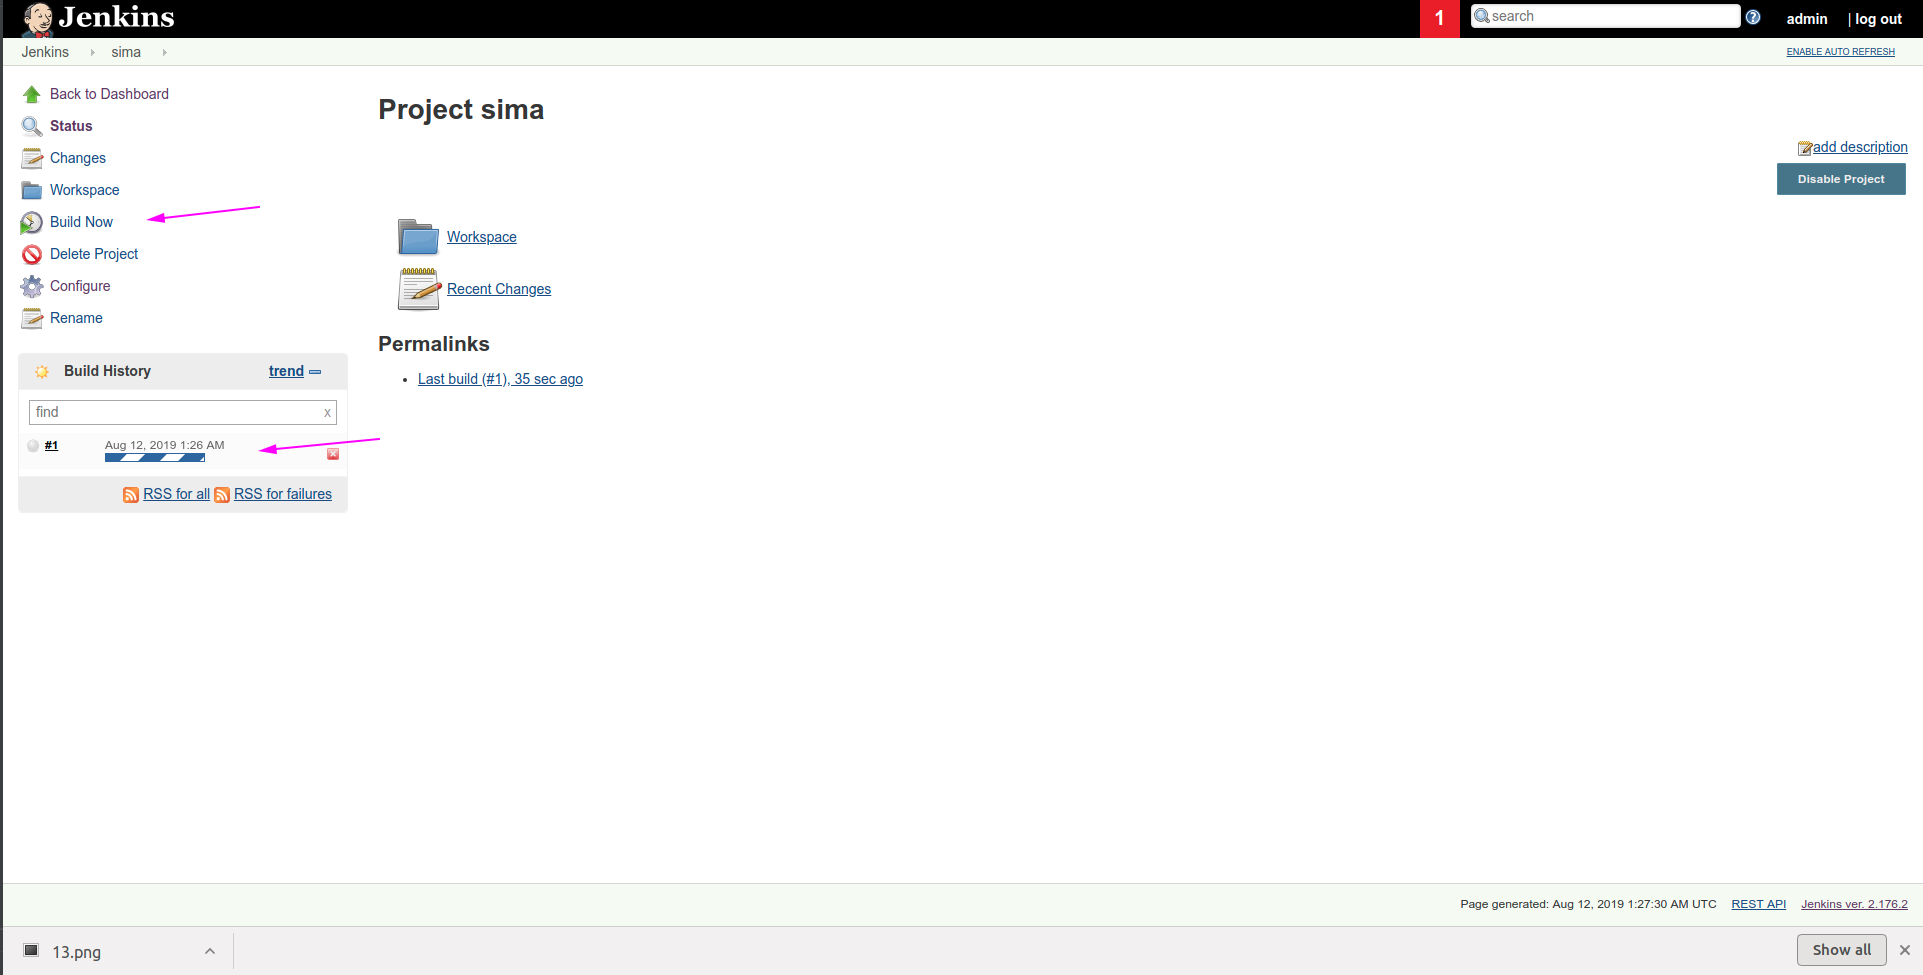 Jenkins
1
search
?
admin
| log out
Jenkins
sima
ENABLE AUTO REFRESH
Back to Dashboard
Status
Changes
Workspace
Build Now
Delete Project
Configure
Rename
Project sima
add description
Disable Project
Workspace
Recent Changes
Permalinks
Last build (#1), 35 sec ago
Build History
trend
find
x
#1
Aug 12, 2019 1:26 AM
RSS for all
RSS for failures
Page generated: Aug 12, 2019 1:27:30 AM UTC
REST API
Jenkins ver. 2.176.2
13.png
Show all